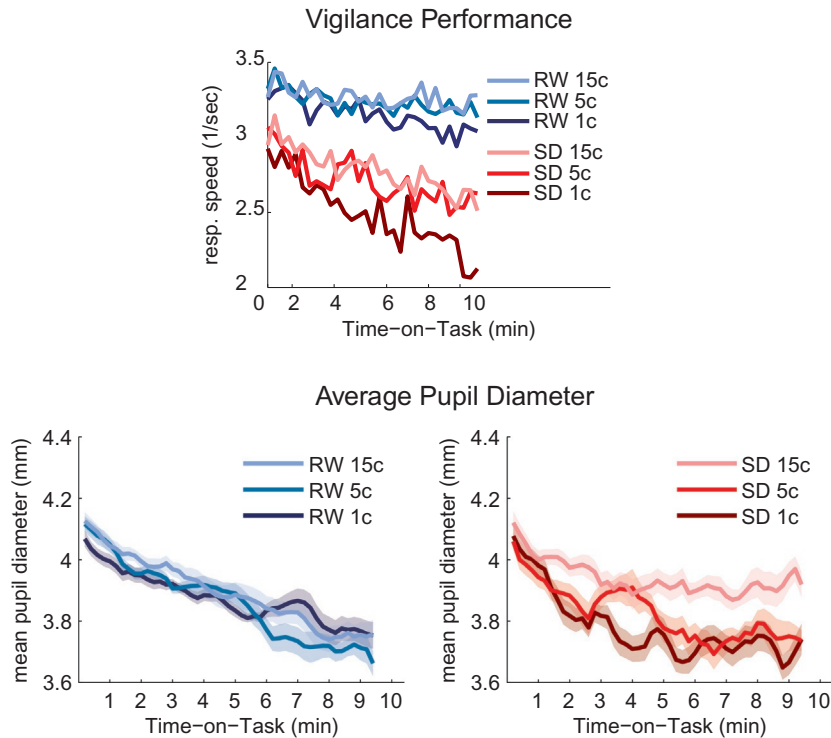 Vigilance Performance
3.5
3
2.5
2
resp. speed (1/sec)
RW 15c
RW 5c
RW 1c
SD 15c
SD 5c
SD 1c
0 2 4 6 8 10
Time−on−Task (min)
Average Pupil Diameter
4.4
4.2
4
3.8
3.6
mean pupil diameter (mm)
RW 15c
RW 5c
RW 1c
1 2 3 4 5 6 7 8 9 10
Time−on−Task (min)
4.4
4.2
4
3.8
3.6
mean pupil diameter (mm)
SD 15c
SD 5c
SD 1c
1 2 3 4 5 6 7 8 9 10
Time−on−Task (min)